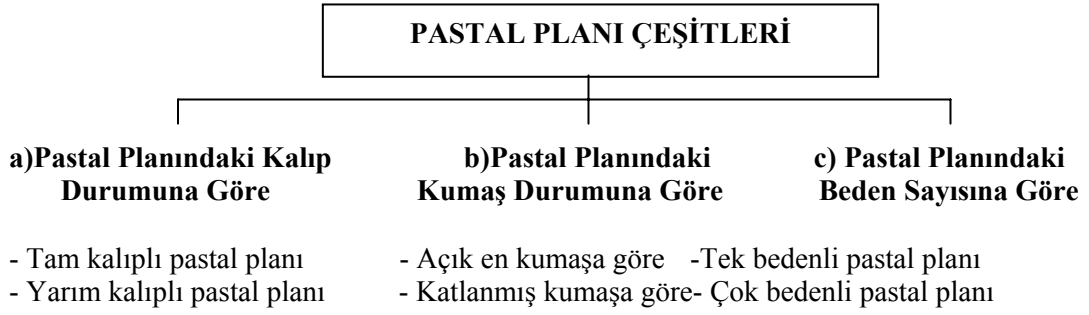 PASTAL PLANI ÇEŞİTLERİ
a)Pastal Planındaki Kalıp
Durumuna Göre
b)Pastal Planındaki
Kumaş Durumuna Göre
c) Pastal Planındaki
Beden Sayısına Göre
- Tam kalıplı pastal planı
- Yarım kalıplı pastal planı
- Açık en kumaşa göre
- Katlanmış kumaşa göre
-Tek bedenli pastal planı
- Çok bedenli pastal planı